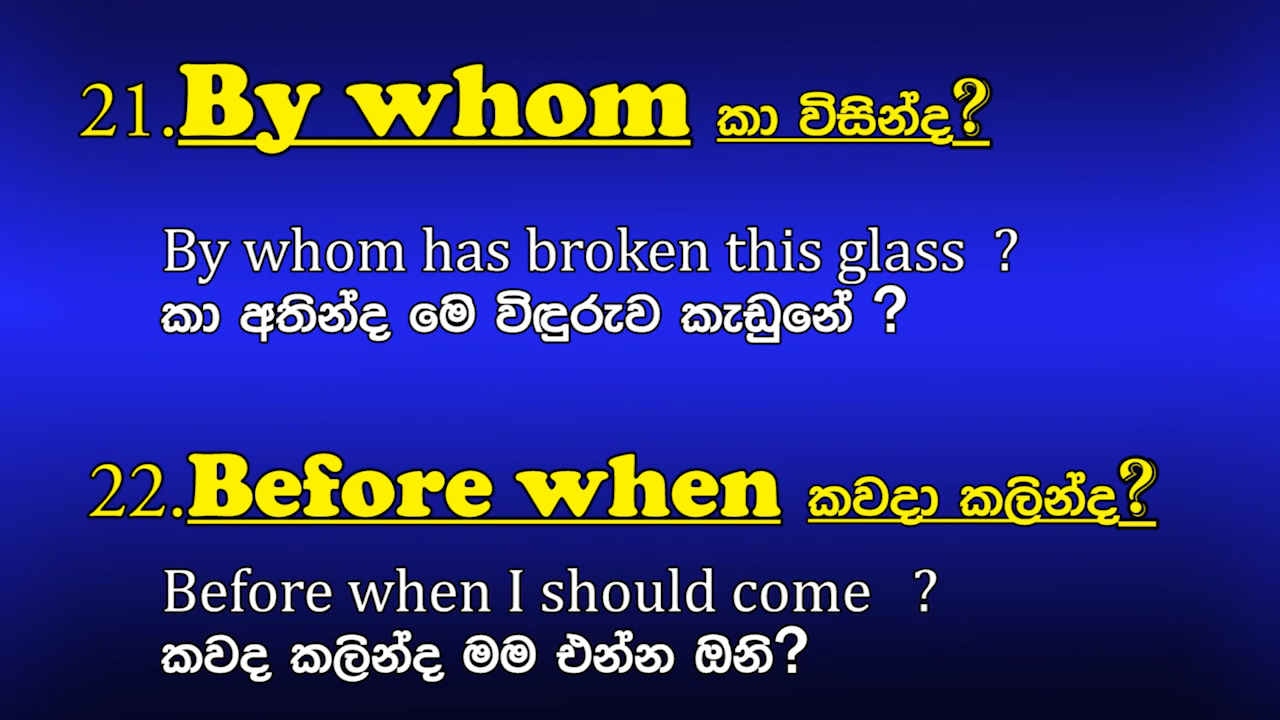 21.By whom කා විසින්ද?
By whom has broken this glass ?
කා අතින්ද මෙ විඳුරුව කැඩුනේ ?
22.Before when කවදා කලින්ද?
Before when I should come ?
කවද කලින්ද මම එන්න ඔනි?